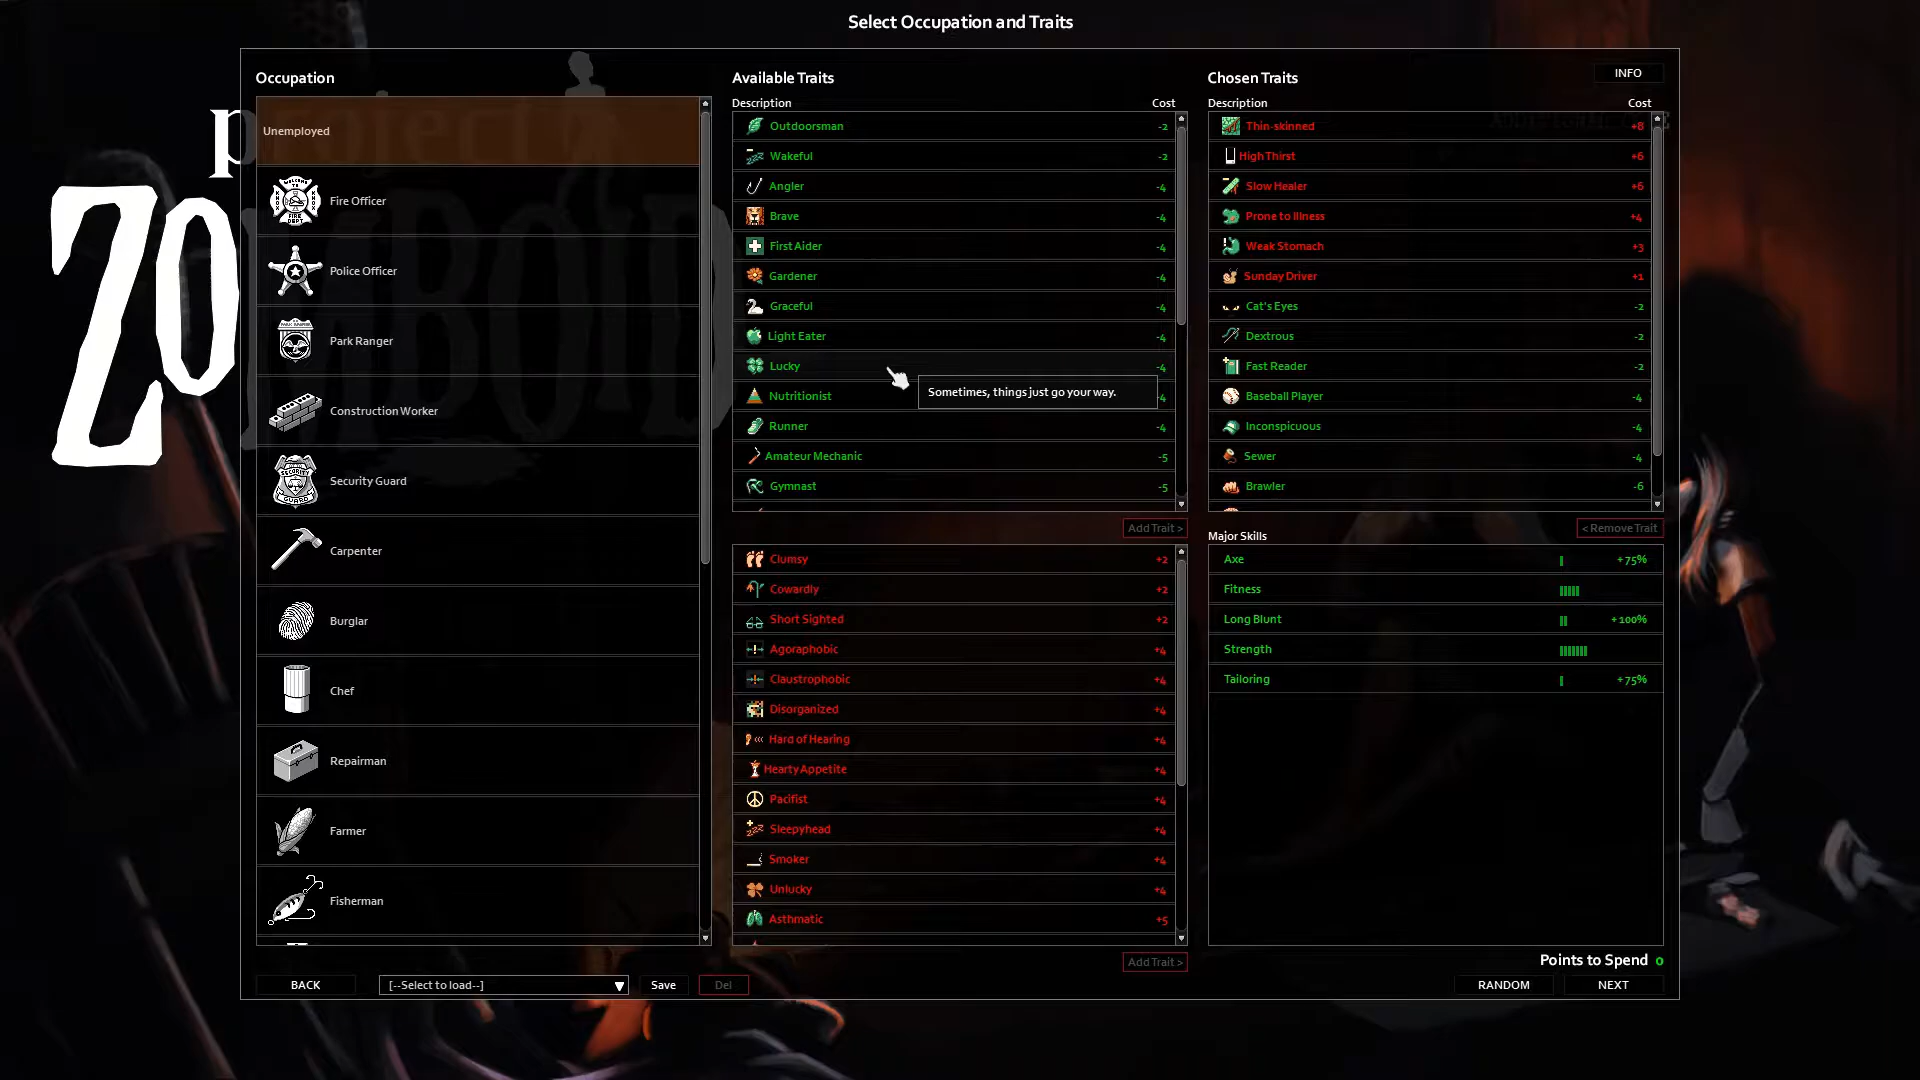 Select Occupation and Traits
Occupation
Unemployed
Fire Officer
Police Officer
Park Ranger
Construction Worker
Security Guard
Carpenter
Burglar
Chef
Repairman
Farmer
Fisherman
Available Traits
Description Cost
Outdoorsman -2
Wakeful -2
Angler -4
Brave -4
First Aider -4
Gardener -4
Graceful -4
Light Eater -4
Lucky -4
Sometimes, things just go your way.
Nutritionist -4
Runner -4
Amateur Mechanic -5
Gymnast -5
Add Trait >
Clumsy +2
Cowardly +2
Short Sighted +2
Agoraphobic +4
Claustrophobic +4
Disorganized +4
Hard of Hearing +4
Hearty Appetite +4
Pacifist +4
Sleepyhead +4
Smoker +4
Unlucky +4
Asthmatic +5
Add Trait >
Chosen Traits
INFO
Description Cost
Thin-skinned +8
High Thirst +6
Slow Healer +6
Prone to Illness +4
Weak Stomach +3
Sunday Driver +1
Cat's Eyes -2
Dextrous -2
Fast Reader -2
Baseball Player -4
Inconspicuous -4
Sewer -4
Brawler -6
< Remove Trait
Major Skills
Axe +75%
Fitness
Long Blunt +100%
Strength
Tailoring +75%
Points to Spend 0
BACK
[--Select to load--]
Save
Del
RANDOM
NEXT
project
ZOMBOID